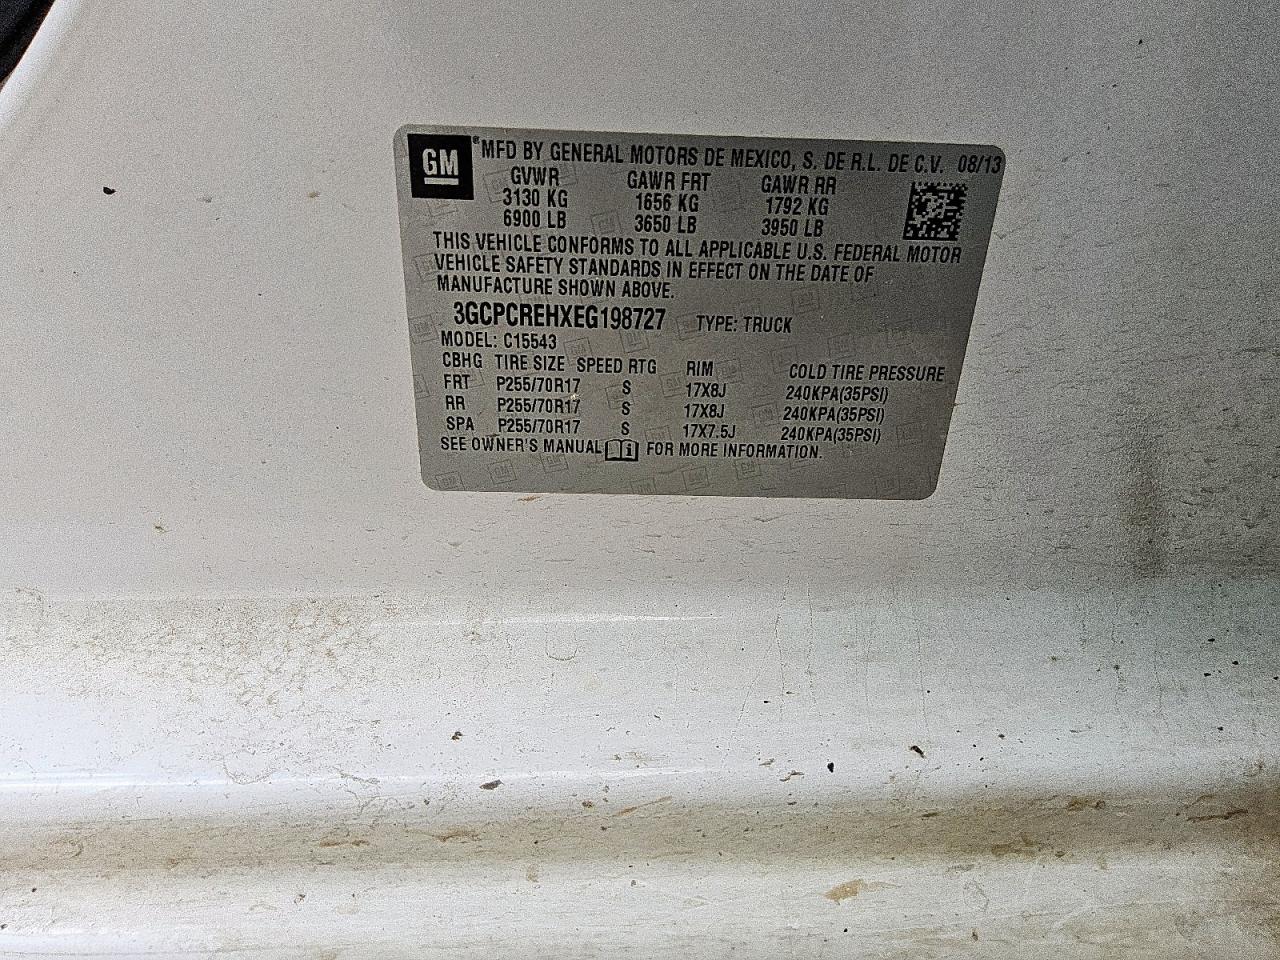 GM ® MFD BY GENERAL MOTORS DE MEXICO, S. DE R.L. DE C.V. 08/13
GVWR GAWR FRT GAWR RR
3130 KG 1656 KG 1792 KG
6900 LB 3650 LB 3950 LB
THIS VEHICLE CONFORMS TO ALL APPLICABLE U.S. FEDERAL MOTOR
VEHICLE SAFETY STANDARDS IN EFFECT ON THE DATE OF
MANUFACTURE SHOWN ABOVE.
3GCPCREHXEG198727 TYPE: TRUCK
MODEL: C15543
CBHG TIRE SIZE SPEED RTG RIM COLD TIRE PRESSURE
FRT P255/70R17 S 17X8J 240KPA(35PSI)
RR P255/70R17 S 17X8J 240KPA(35PSI)
SPA P255/70R17 S 17X7.5J 240KPA(35PSI)
SEE OWNER'S MANUAL FOR MORE INFORMATION.